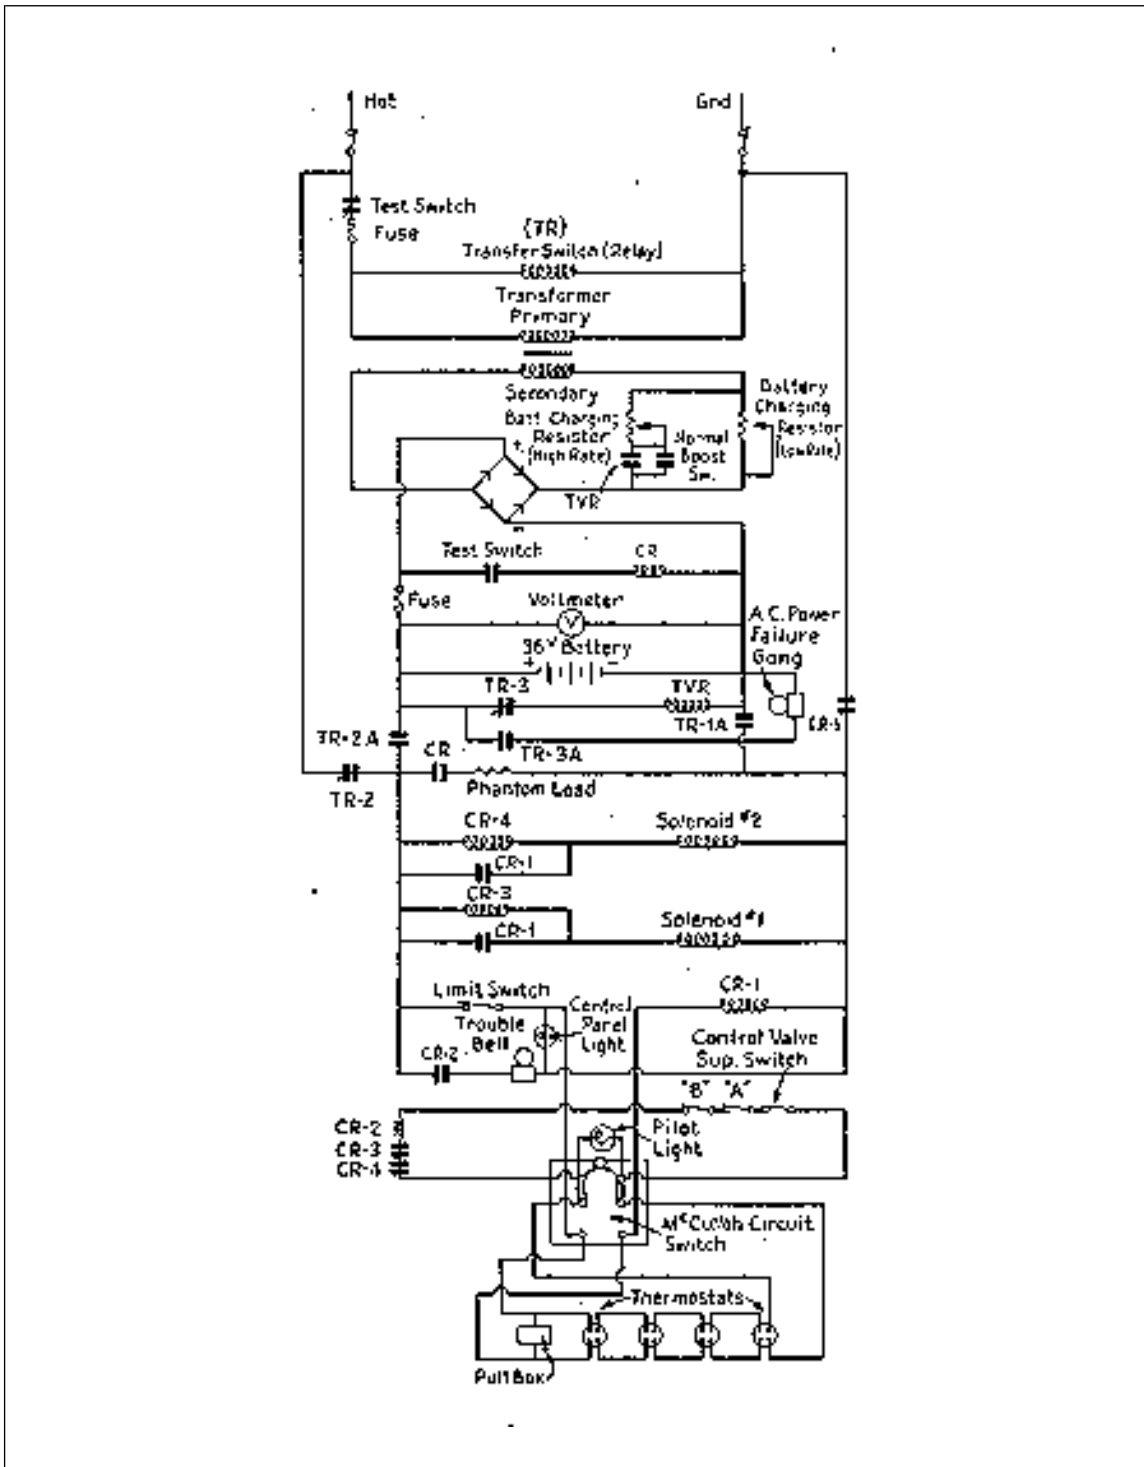 Hot
Gnd
Test Switch
Fuse
(TR)
Transfer Switch (Relay)
Transformer
Primary
Secondary
Batt. Charging
Resistor
(High Rate)
Normal
Boost
Sw.
Battery
Charging
Resistor
(Low Rate)
+
TVR
Test Switch
CR
Fuse
Voltmeter
V
A.C. Power
Failure
Gong
36V Battery
+
-
TR-3
TVR
TR-1A
TR-2A
CR
TR-3A
TR-2
Phantom Load
CR-4
Solenoid #2
CR-1
CR-3
Solenoid #1
CR-1
CR-1
Limit Switch
Control
Panel
Light
Trouble
Bell
CR-2
Control Valve
Sup. Switch
"B" "A"
CR-2
CR-3
CR-4
Pilot
Light
Circuit
Switch
Thermostats
Pull Box